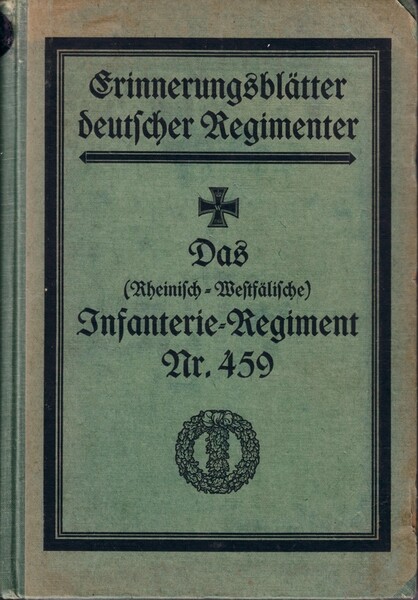 Erinnerungsblätter
deutscher Regimenter
Das
(Rheinisch-Westfälische)
Infanterie-Regiment
Nr. 459